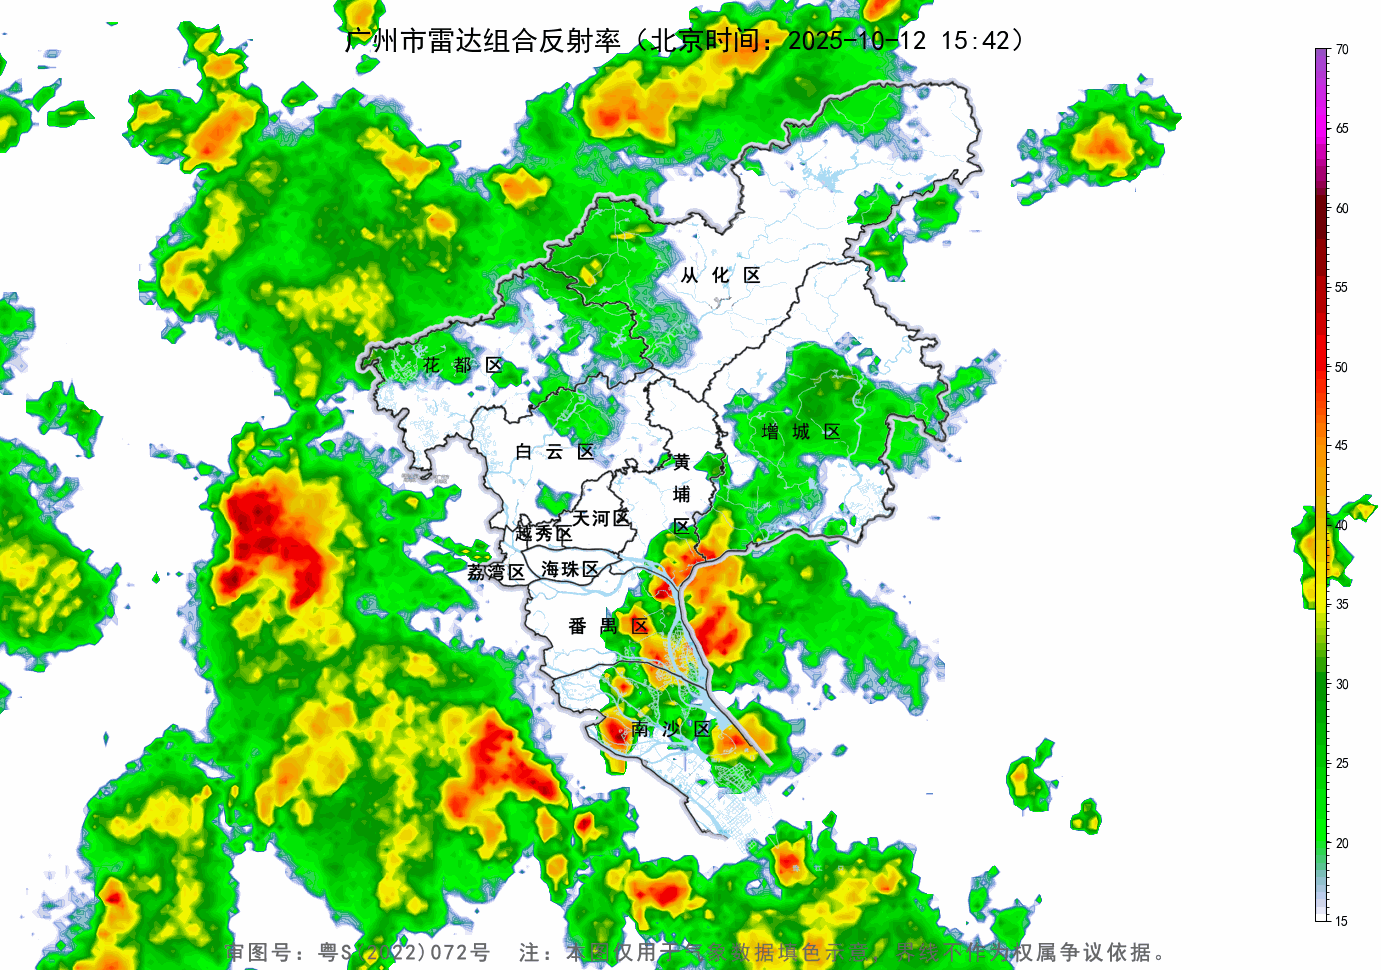 广州市雷达组合反射率（北京时间：2025-10-12 15:42）
70
65
60
55
50
45
40
35
30
25
20
15
从化区
花都区
增城区
白云区
黄埔区
天河区
越秀区
荔湾区
海珠区
番禺区
南沙区
审图号：粤S(2022)072号 注：本图仅用于气象数据填色示意，界线不作为权属争议依据。